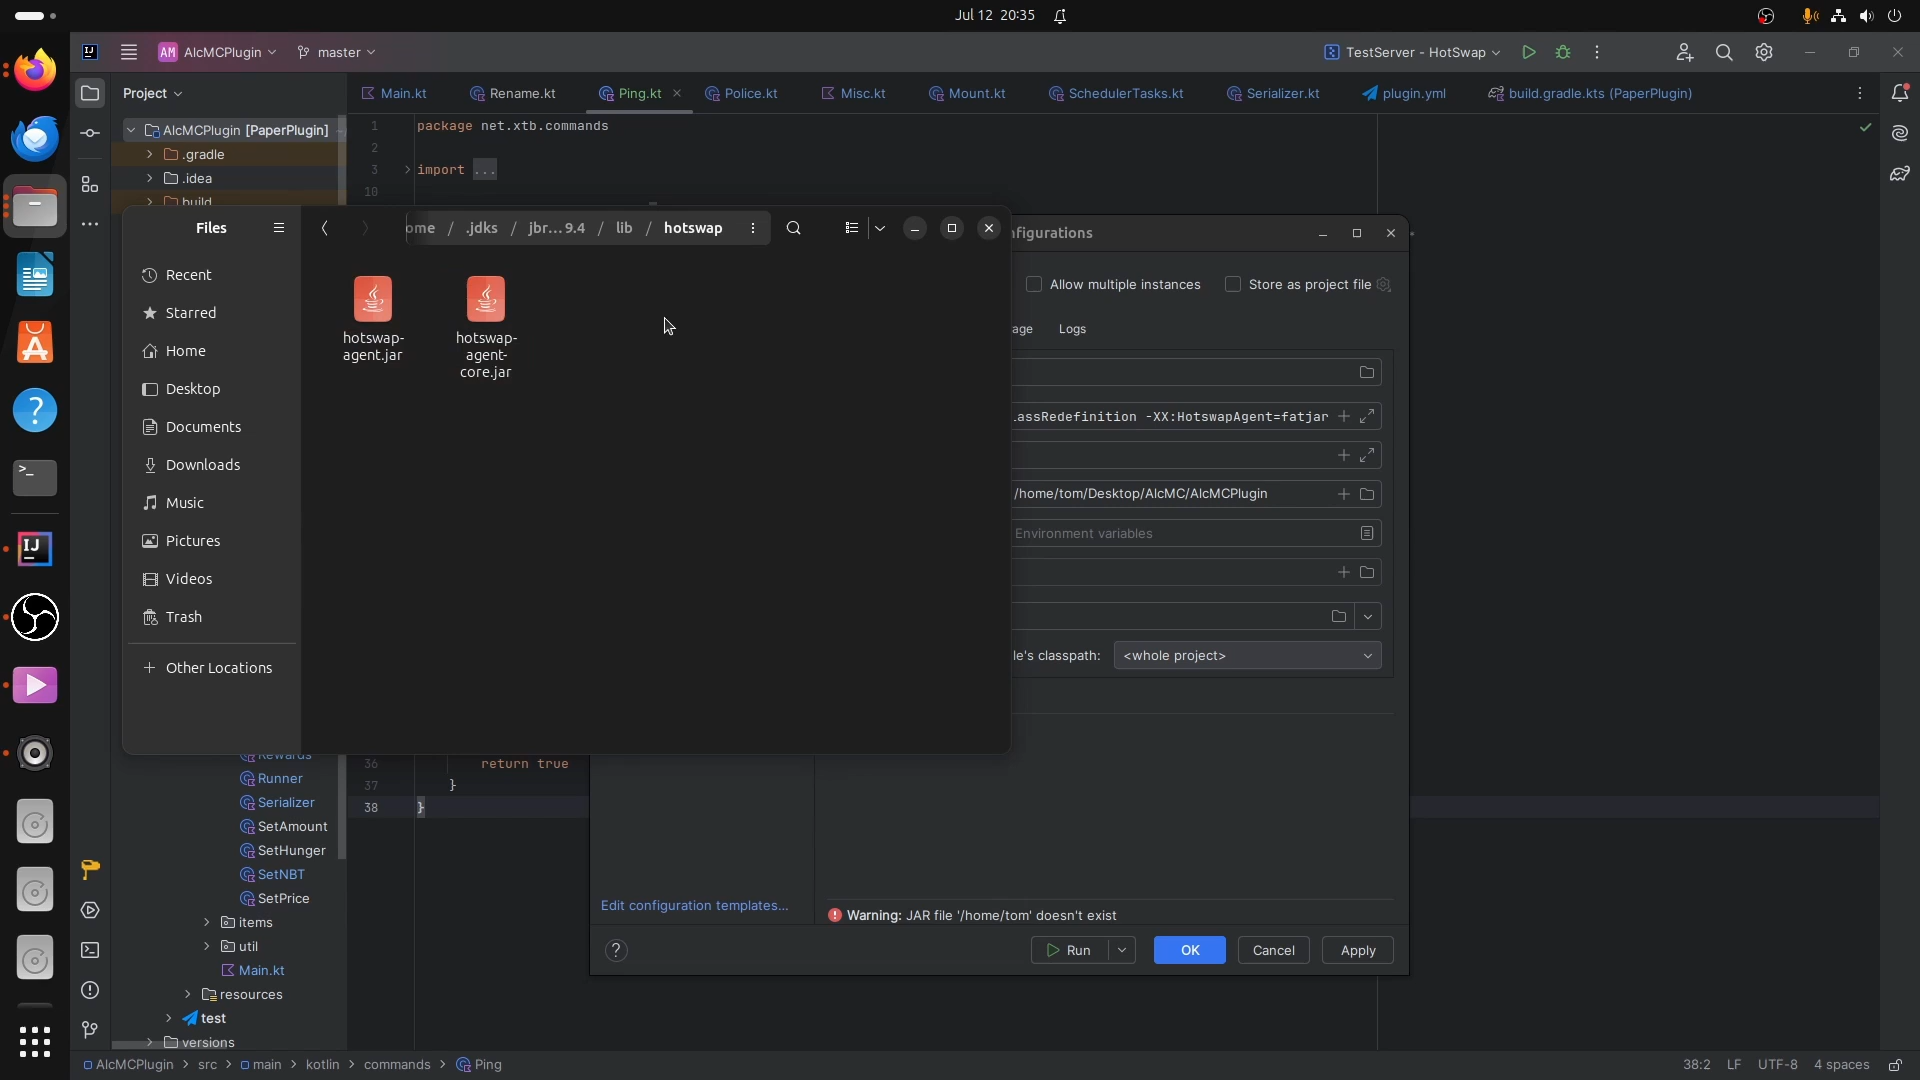 Jul 12 20:35
AM AlcMCPlugin
master
TestServer - HotSwap
Project
Main.kt
Rename.kt
Ping.kt
Police.kt
Misc.kt
Mount.kt
SchedulerTasks.kt
Serializer.kt
plugin.yml
build.gradle.kts (PaperPlugin)
AlcMCPlugin [PaperPlugin]
.gradle
.idea
build
1 package net.xtb.commands
2
3 import ...
10
Files
ome / .jdks / jbr...9.4 / lib / hotswap
Recent
Starred
Home
Desktop
Documents
Downloads
Music
Pictures
Videos
Trash
Other Locations
hotswap-
agent.jar
hotswap-
agent-
core.jar
nfigurations
Allow multiple instances
Store as project file
age
Logs
.assRedefinition -XX:HotswapAgent=fatjar
/home/tom/Desktop/AlcMC/AlcMCPlugin
Environment variables
le's classpath:
<whole project>
Rewards
Runner
Serializer
SetAmount
SetHunger
SetNBT
SetPrice
items
util
Main.kt
resources
test
versions
36 return true
37 }
38 }
Edit configuration templates...
Warning: JAR file '/home/tom' doesn't exist
?
Run
OK
Cancel
Apply
AlcMCPlugin > src > main > kotlin > commands > Ping
38:2
LF
UTF-8
4 spaces